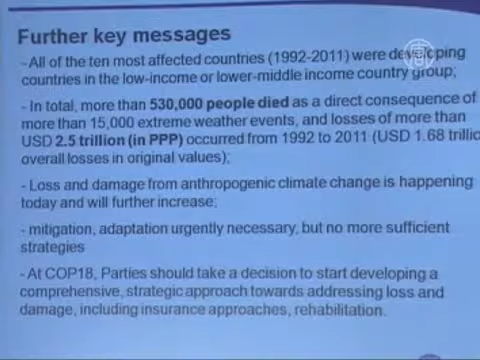 Further key messages
- All of the ten most affected countries (1992-2011) were developing
countries in the low-income or lower-middle income country group;
- In total, more than 530,000 people died as a direct consequence of
more than 15,000 extreme weather events, and losses of more than
USD 2.5 trillion (in PPP) occurred from 1992 to 2011 (USD 1.68 trillio
overall losses in original values);
- Loss and damage from anthropogenic climate change is happening
today and will further increase;
- mitigation, adaptation urgently necessary, but no more sufficient
strategies
- At COP18, Parties should take a decision to start developing a
comprehensive, strategic approach towards addressing loss and
damage, including insurance approaches, rehabilitation.